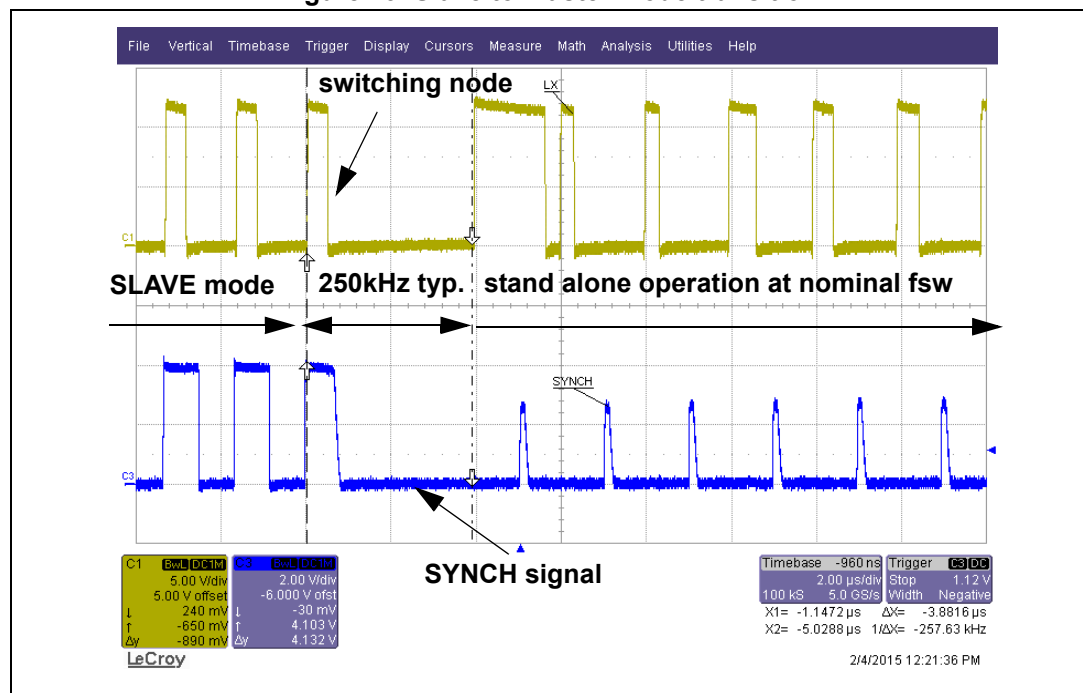 File Vertical Timebase Trigger Display Cursors Measure Math Analysis Utilities Help
switching node
LX
C1
SLAVE mode
250kHz typ.
stand alone operation at nominal fsw
SYNCH
C3
SYNCH signal
C1 BwL DC1M
5.00 V/div
5.00 V offset
↓ 240 mV
↑ -650 mV
Δy -890 mV
C3 BwL DC1M
2.00 V/div
-6.000 V ofst
↓ -30 mV
↑ 4.103 V
Δy 4.132 V
Timebase -960 ns
2.00 µs/div
100 kS 5.0 GS/s
Trigger C3 DC
Stop 1.12 V
Width Negative
X1= -1.1472 µs ΔX= -3.8816 µs
X2= -5.0288 µs 1/ΔX= -257.63 kHz
LeCroy
2/4/2015 12:21:36 PM